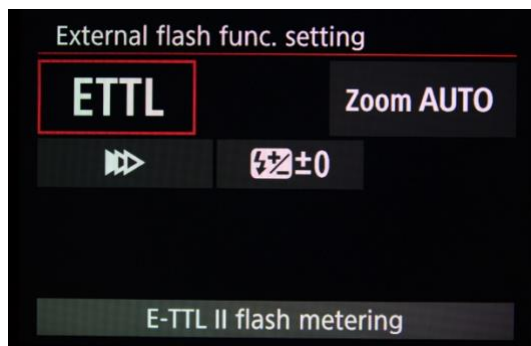 External flash func. setting
ETTL
Zoom AUTO
±0
E-TTL II flash metering